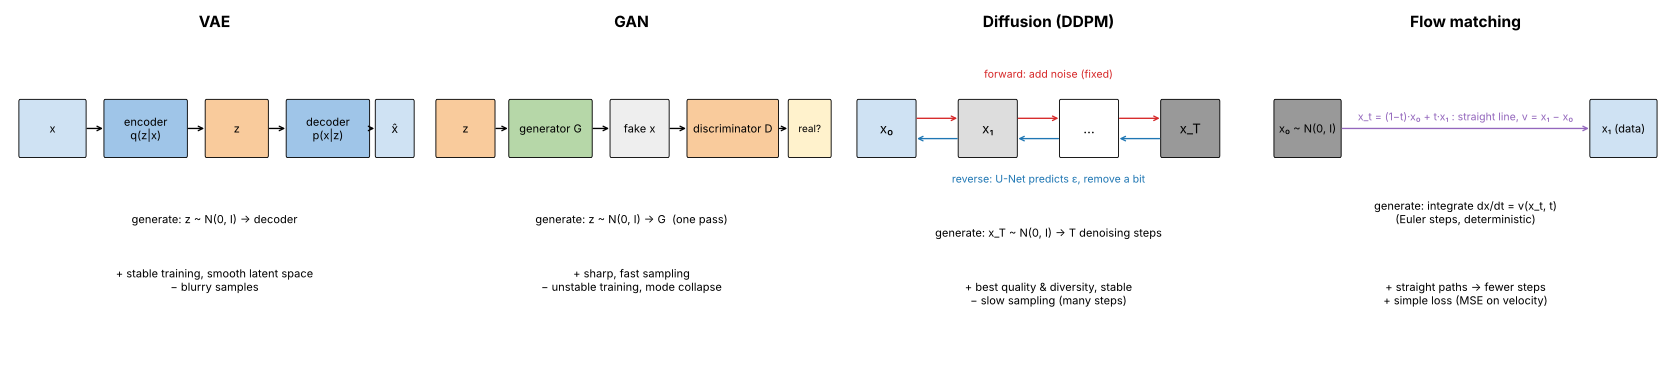 VAE
x
encoder
q(z|x)
z
decoder
p(x|z)
x̂
generate: z ~ N(0, I) → decoder
+ stable training, smooth latent space
− blurry samples
GAN
z
generator G
fake x
discriminator D
real?
generate: z ~ N(0, I) → G (one pass)
+ sharp, fast sampling
− unstable training, mode collapse
Diffusion (DDPM)
forward: add noise (fixed)
x₀
x₁
...
x_T
reverse: U-Net predicts ε, remove a bit
generate: x_T ~ N(0, I) → T denoising steps
+ best quality & diversity, stable
− slow sampling (many steps)
Flow matching
x₀ ~ N(0, I)
x_t = (1−t)·x₀ + t·x₁ : straight line, v = x₁ − x₀
x₁ (data)
generate: integrate dx/dt = v(x_t, t)
(Euler steps, deterministic)
+ straight paths → fewer steps
+ simple loss (MSE on velocity)